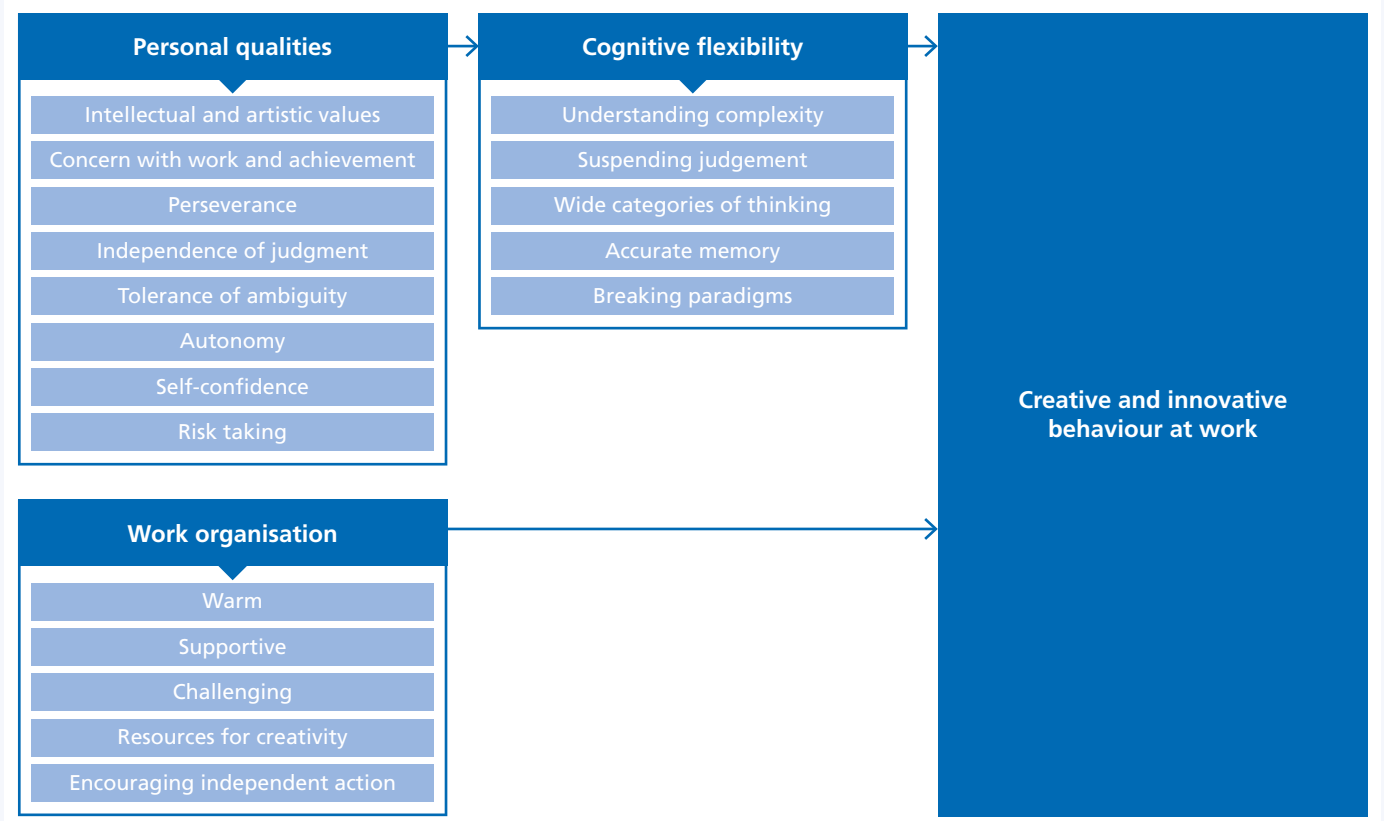 Personal qualities
Intellectual and artistic values
Concern with work and achievement
Perseverance
Independence of judgment
Tolerance of ambiguity
Autonomy
Self-confidence
Risk taking
Cognitive flexibility
Understanding complexity
Suspending judgement
Wide categories of thinking
Accurate memory
Breaking paradigms
Work organisation
Warm
Supportive
Challenging
Resources for creativity
Encouraging independent action
Creative and innovative
behaviour at work